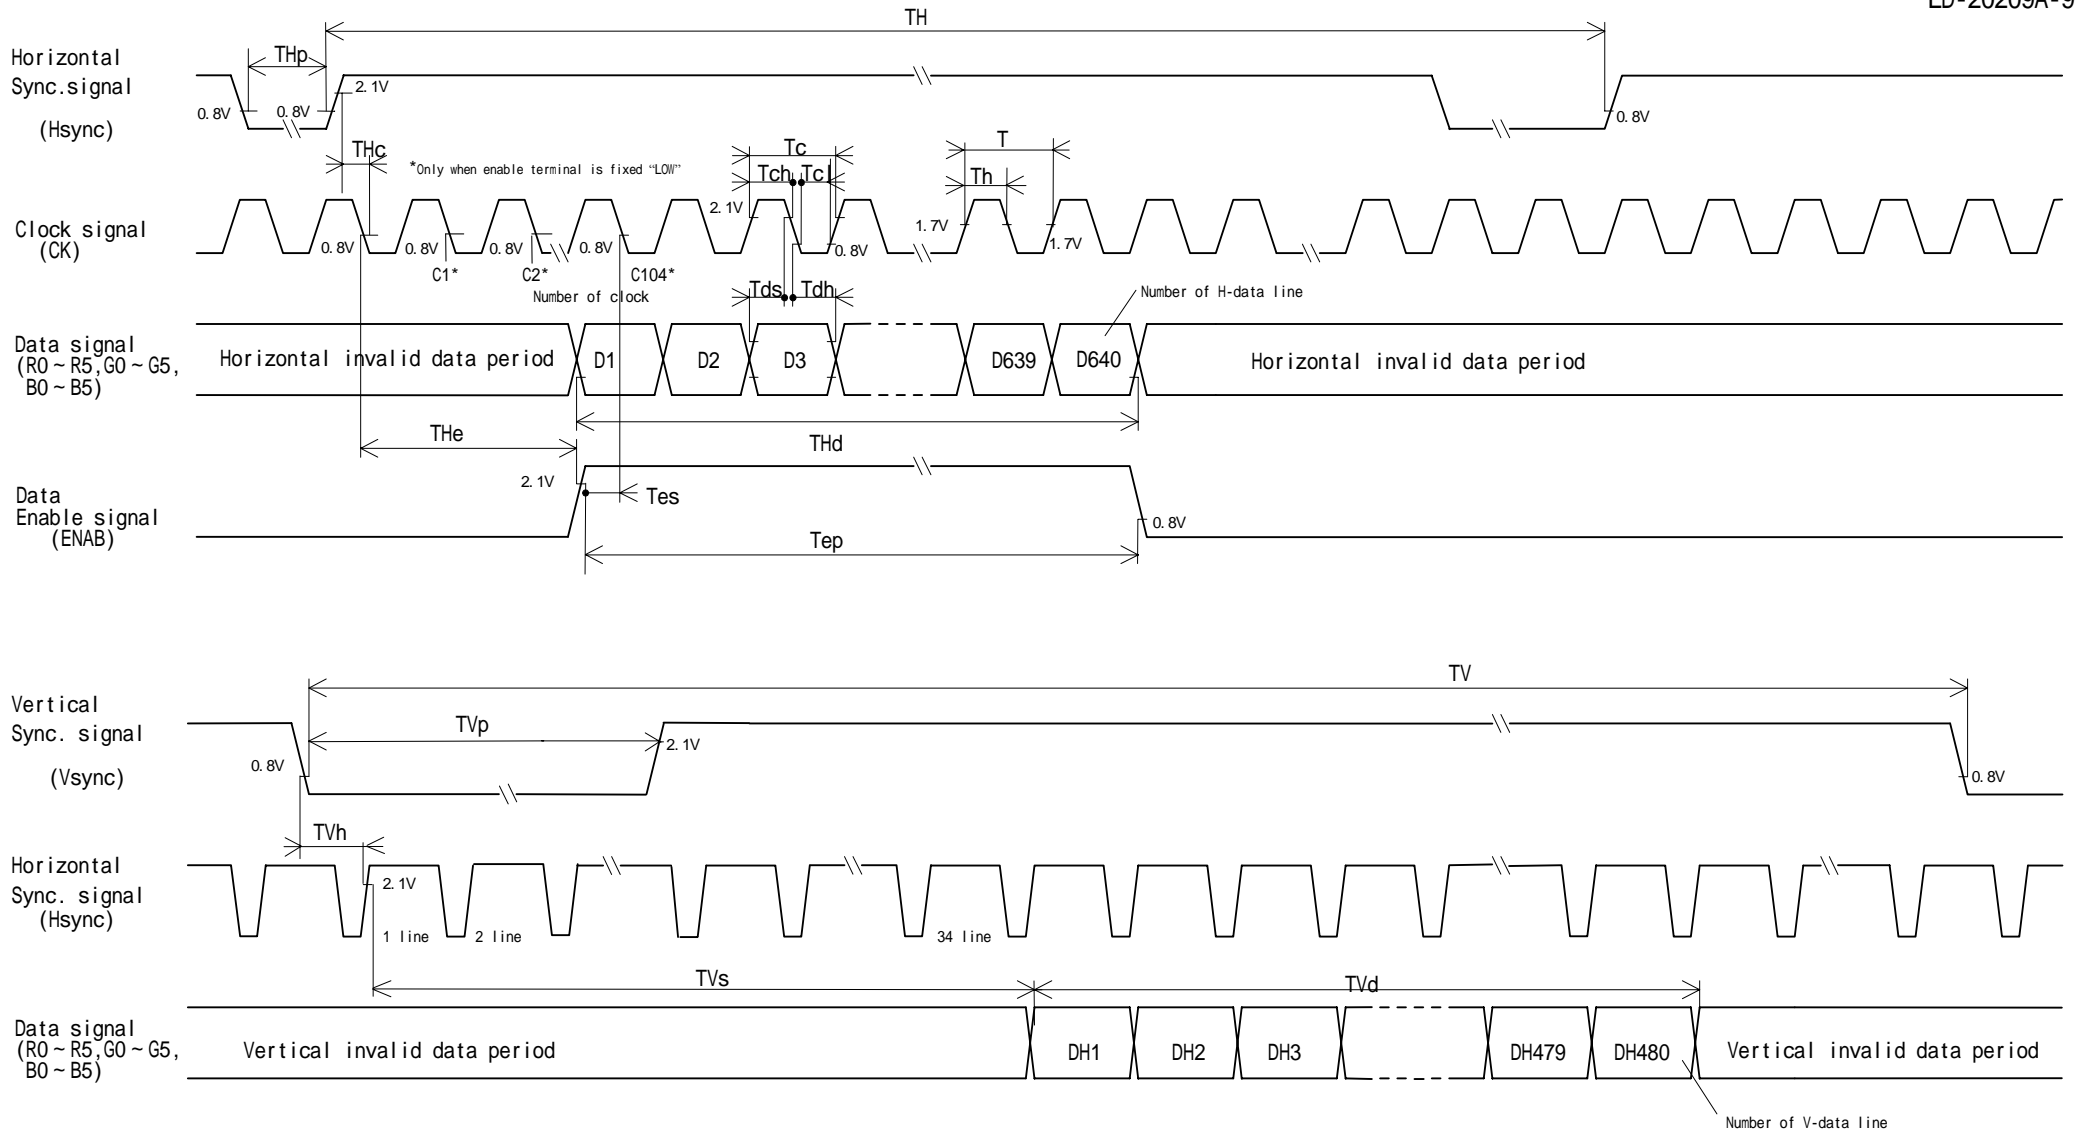 TH
Horizontal
Sync.signal
(Hsync)
THp
0.8V
0.8V
2.1V
0.8V
THc
*Only when enable terminal is fixed “LOW”
Tc
Tch
Tcl
T
Th
Clock signal
(CK)
2.1V
1.7V
1.7V
0.8V
0.8V
0.8V
0.8V
0.8V
C1*
C2*
C104*
Number of clock
Tds
Tdh
Number of H-data line
Data signal
(R0~R5,G0~G5,
B0~B5)
Horizontal invalid data period
D1
D2
D3
D639
D640
Horizontal invalid data period
THe
THd
Data
Enable signal
(ENAB)
2.1V
Tes
0.8V
Tep
TV
Vertical
Sync. signal
(Vsync)
TVp
2.1V
0.8V
0.8V
TVh
Horizontal
Sync. signal
(Hsync)
2.1V
1 line
2 line
34 line
TVs
TVd
Data signal
(R0~R5,G0~G5,
B0~B5)
Vertical invalid data period
DH1
DH2
DH3
DH479
DH480
Vertical invalid data period
Number of V-data line